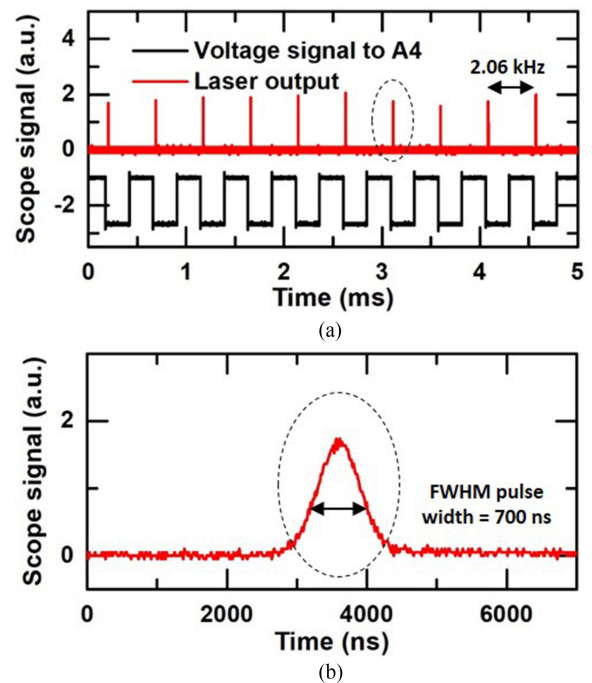 Scope signal (a.u.)
4
2
0
-2
Voltage signal to A4
Laser output
2.06 kHz
0 1 2 3 4 5
Time (ms)
(a)
Scope signal (a.u.)
2
0
FWHM pulse
width = 700 ns
0 2000 4000 6000
Time (ns)
(b)